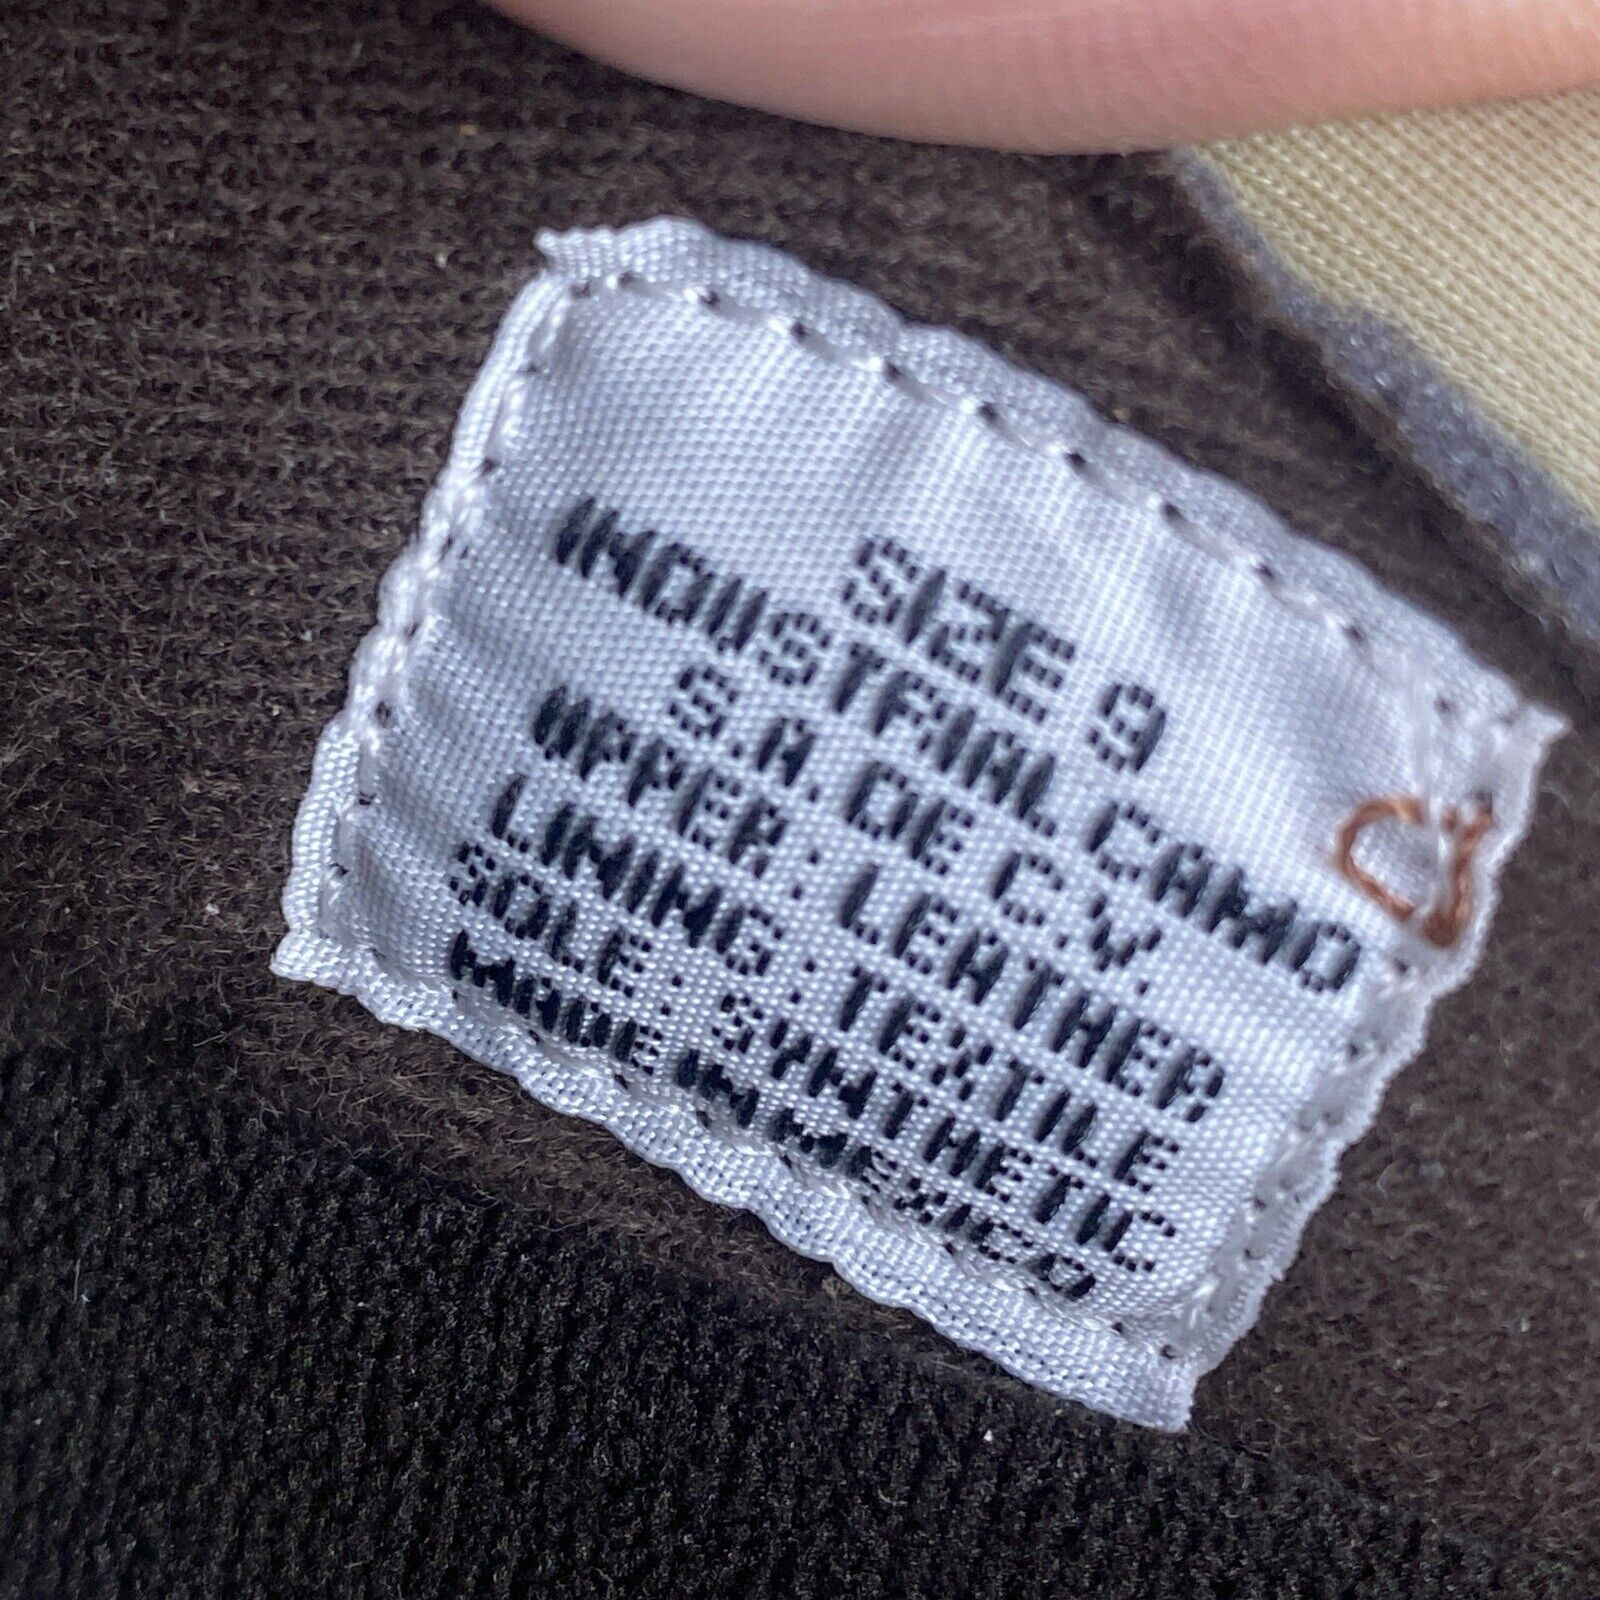 SIZE 9
INDUSTRIAL CAMO
S.A. DE C.V.
UPPER: LEATHER
LINING: TEXTILE
SOLE: SYNTHETIC
MADE IN MEXICO